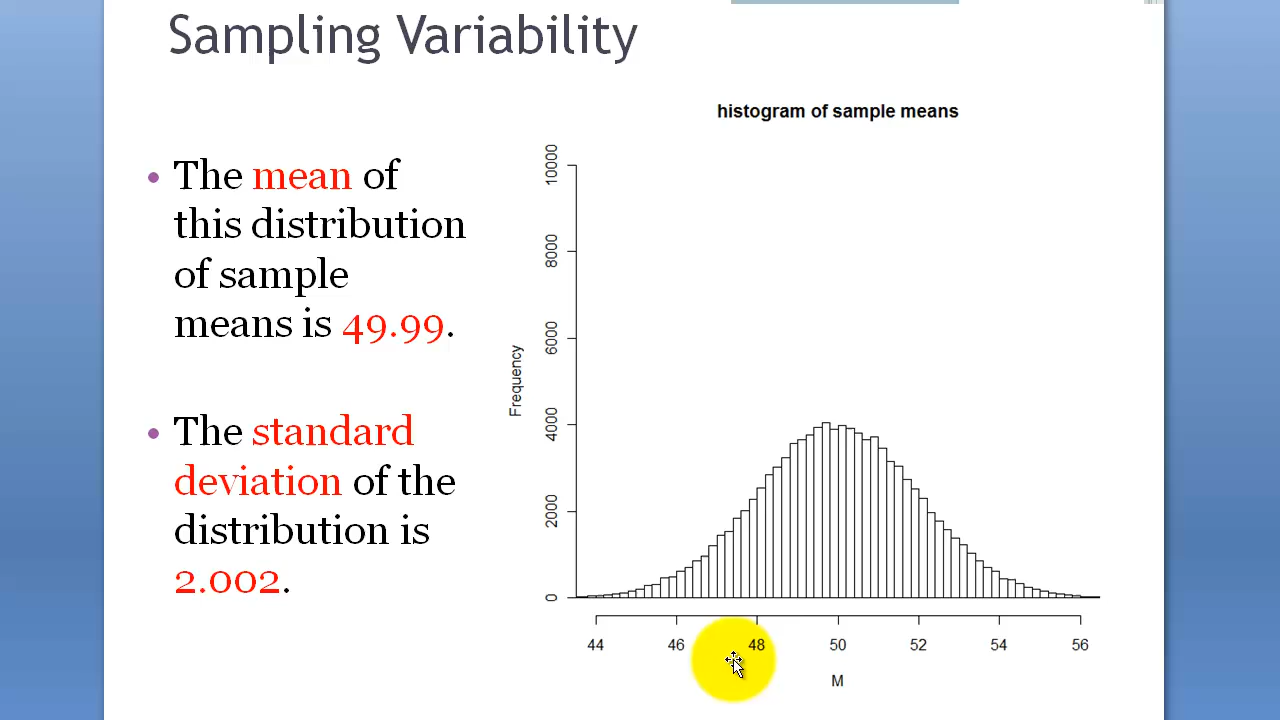 Sampling Variability
The mean of
this distribution
of sample
means is 49.99.
The standard
deviation of the
distribution is
2.002.
histogram of sample means
10000
8000
6000
4000
2000
0
Frequency
44 46 48 50 52 54 56
M